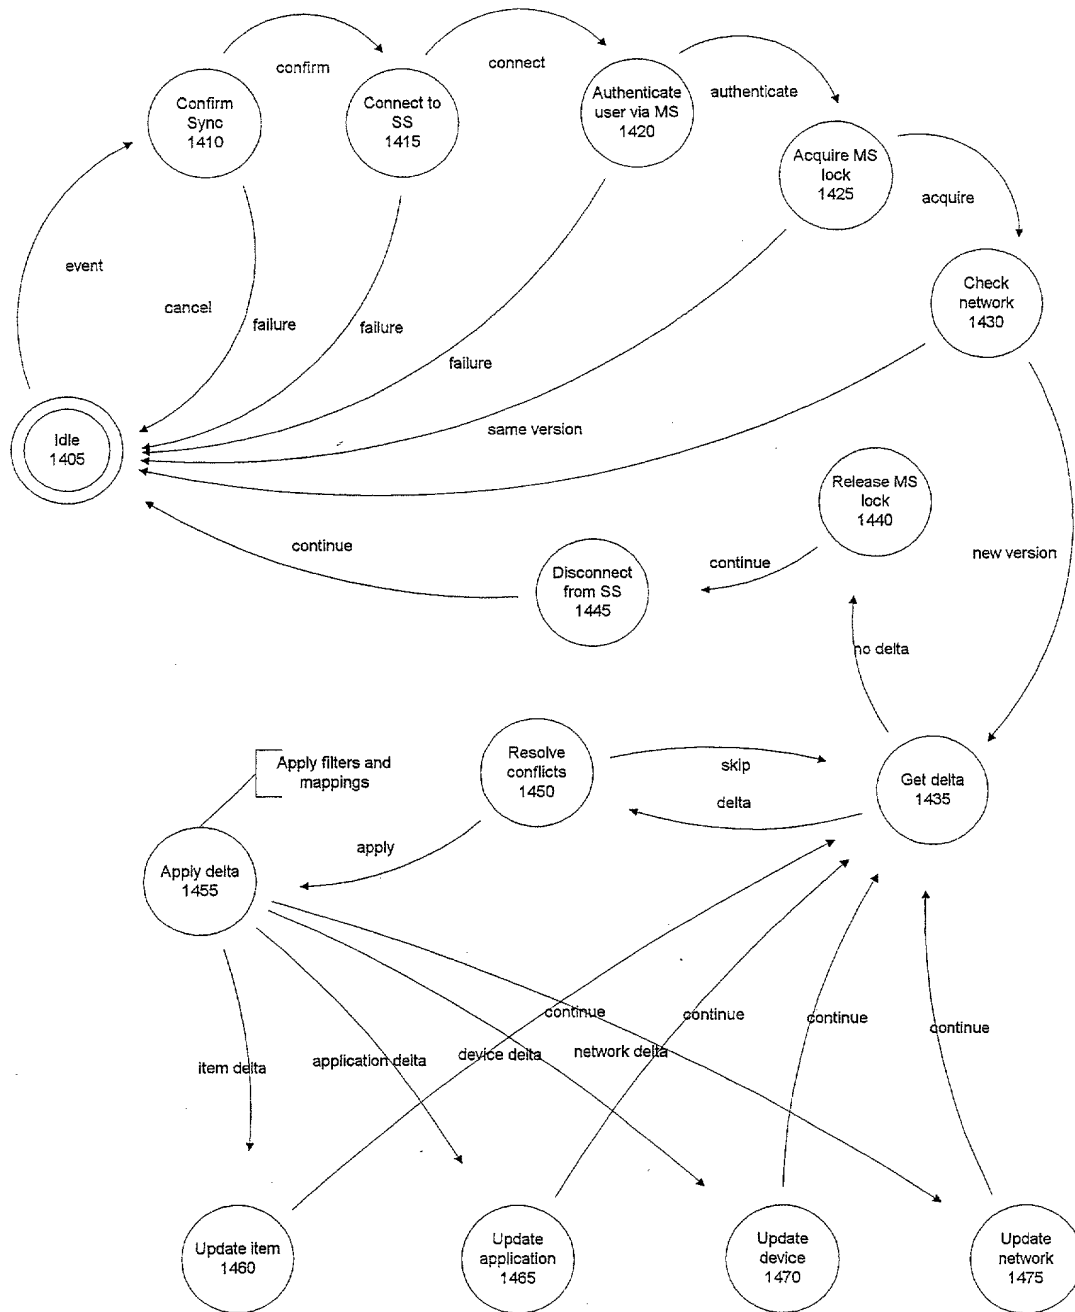 confirm
connect
authenticate
Confirm
Sync
1410
Connect to
SS
1415
Authenticate
user via MS
1420
Acquire MS
lock
1425
acquire
event
cancel
failure
failure
failure
Check
network
1430
same version
Idle
1405
Release MS
lock
1440
new version
continue
continue
Disconnect
from SS
1445
no delta
Apply filters and
mappings
Resolve
conflicts
1450
skip
delta
Get delta
1435
apply
Apply delta
1455
continue
continue
continue
continue
item delta
application delta
device delta
network delta
Update item
1460
Update
application
1465
Update
device
1470
Update
network
1475